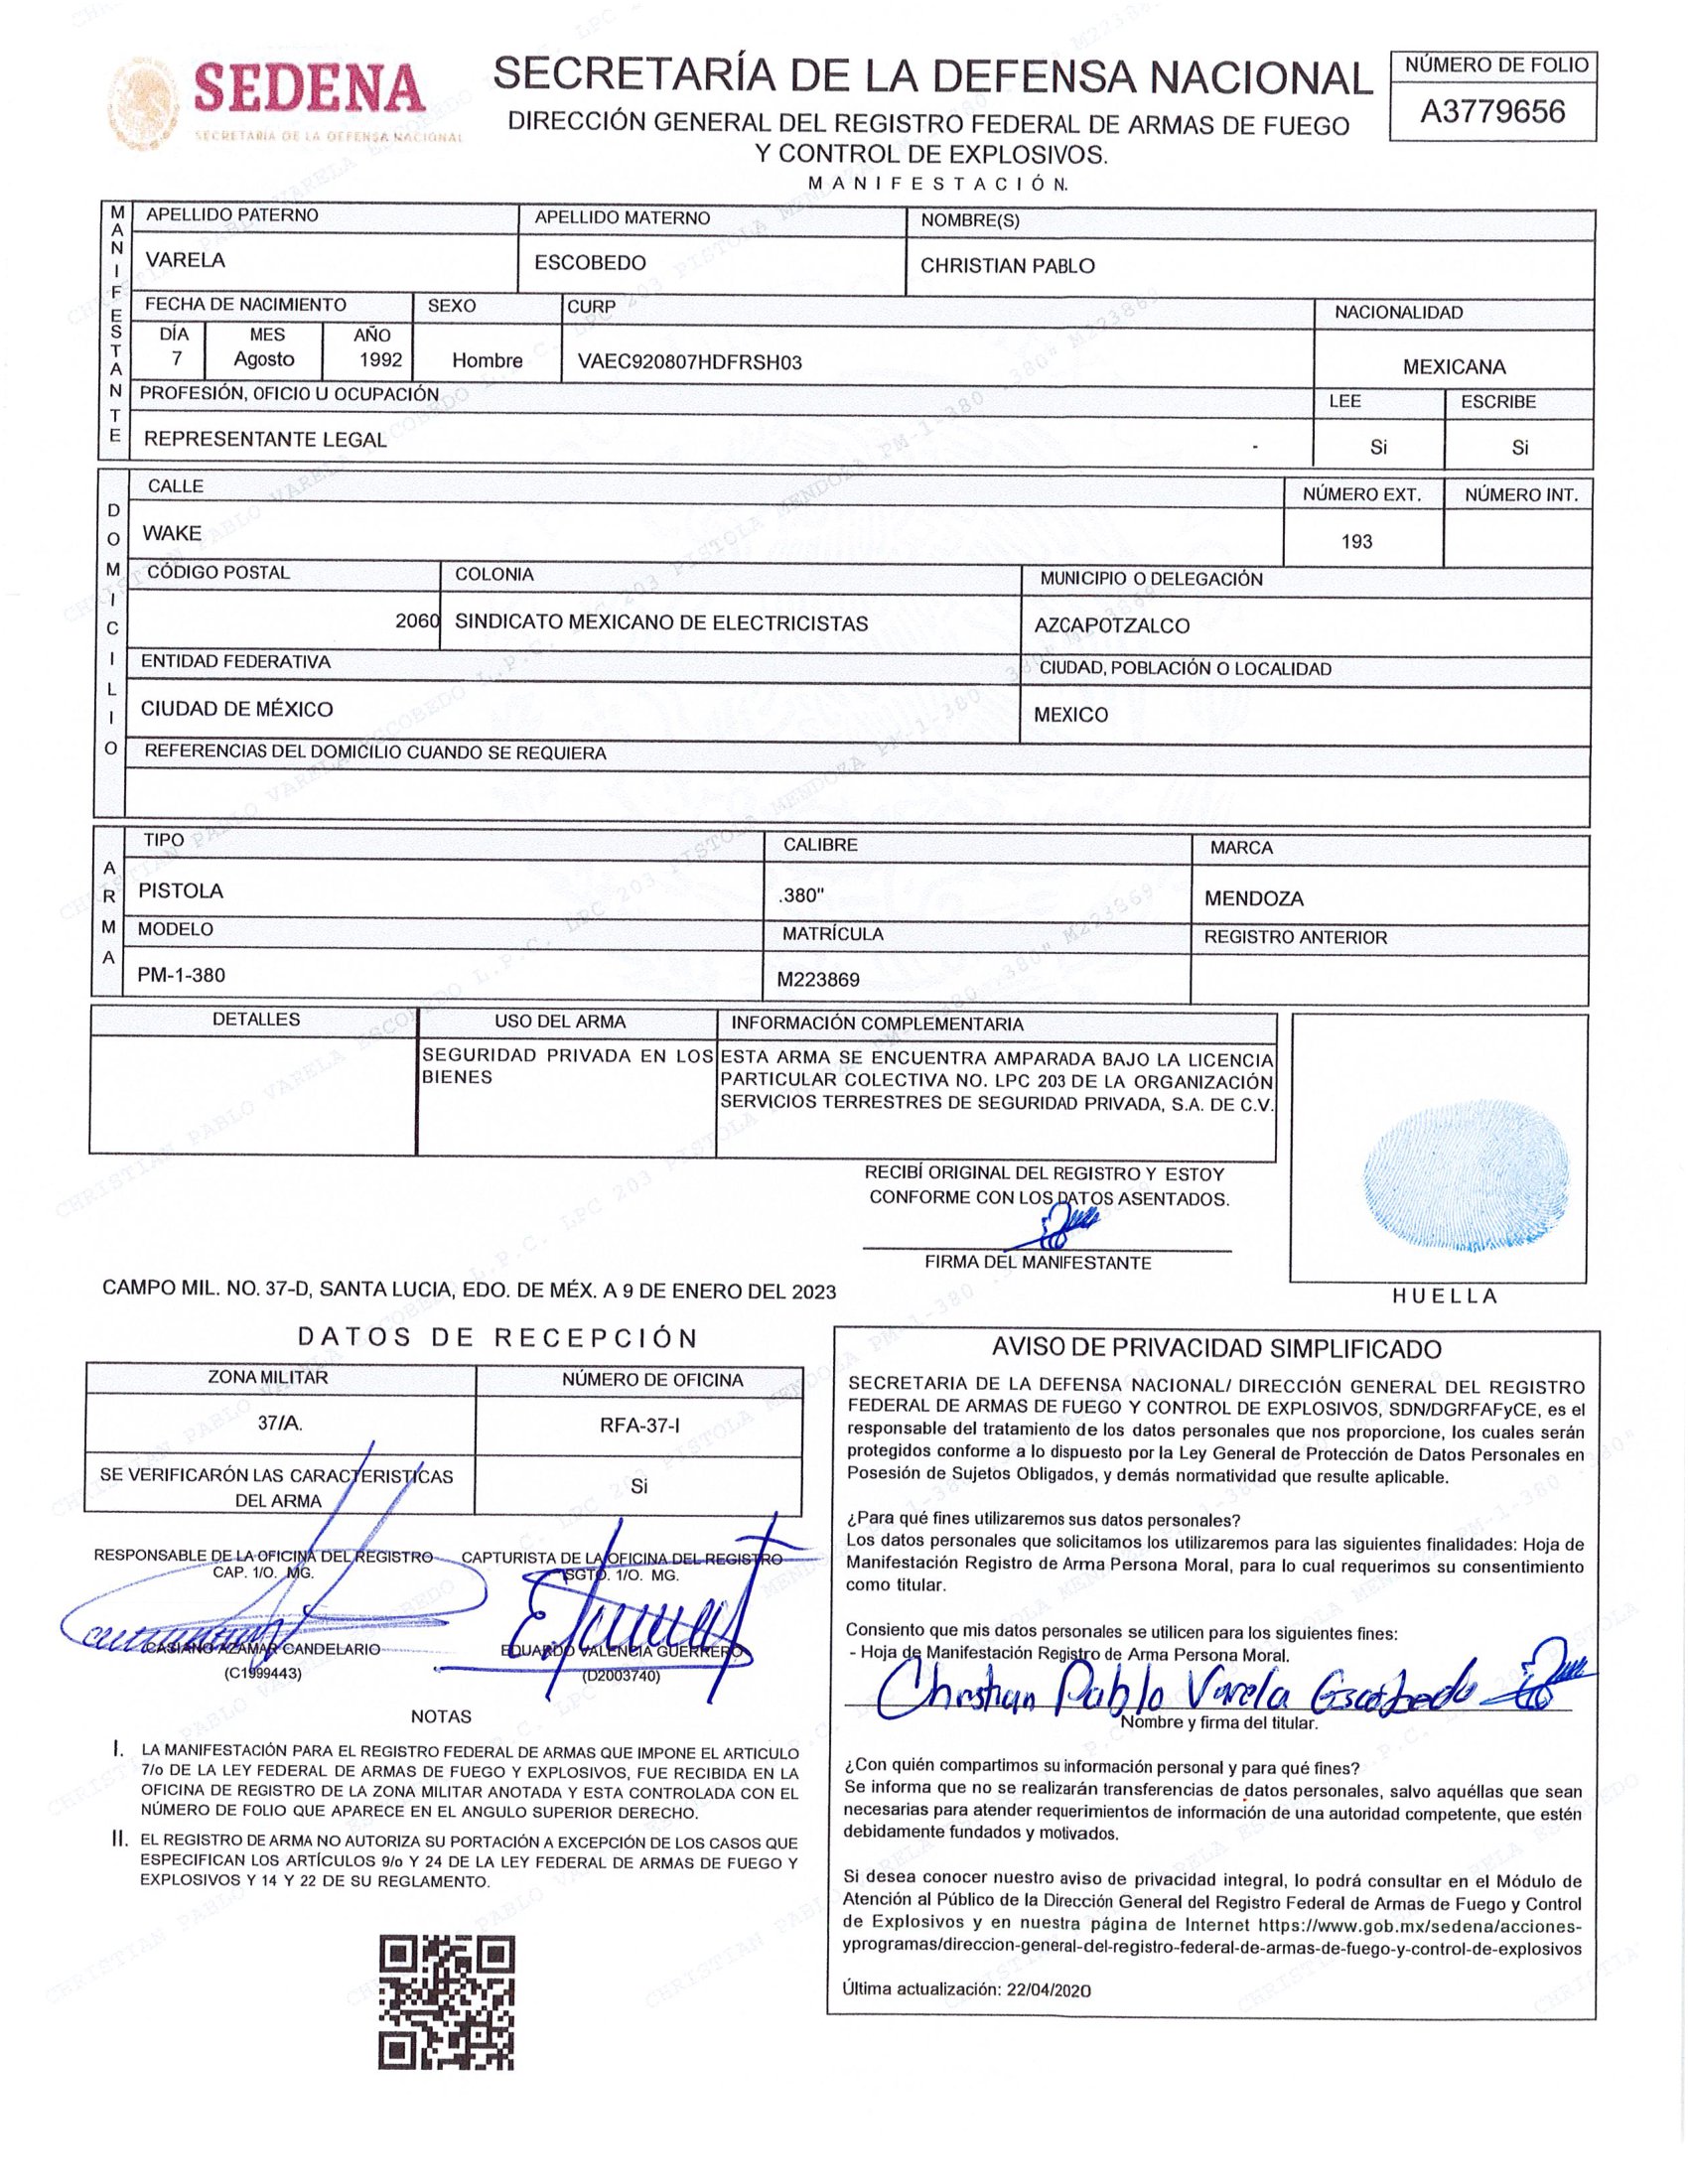 SEDENA
SECRETARÍA DE LA DEFENSA NACIONAL
SECRETARÍA DE LA DEFENSA NACIONAL
DIRECCIÓN GENERAL DEL REGISTRO FEDERAL DE ARMAS DE FUEGO
Y CONTROL DE EXPLOSIVOS.
MANIFESTACIÓN.
NÚMERO DE FOLIO
A3779656
MANIFESTANTE
APELLIDO PATERNO APELLIDO MATERNO NOMBRE(S)
VARELA ESCOBEDO CHRISTIAN PABLO
FECHA DE NACIMIENTO SEXO CURP NACIONALIDAD
DÍA MES AÑO
7 Agosto 1992 Hombre VAEC920807HDFRSH03 MEXICANA
PROFESIÓN, OFICIO U OCUPACIÓN LEE ESCRIBE
REPRESENTANTE LEGAL - Si Si
DOMICILIO
CALLE NÚMERO EXT. NÚMERO INT.
WAKE 193
CÓDIGO POSTAL COLONIA MUNICIPIO O DELEGACIÓN
2060 SINDICATO MEXICANO DE ELECTRICISTAS AZCAPOTZALCO
ENTIDAD FEDERATIVA CIUDAD, POBLACIÓN O LOCALIDAD
CIUDAD DE MÉXICO MEXICO
REFERENCIAS DEL DOMICILIO CUANDO SE REQUIERA
ARMA
TIPO CALIBRE MARCA
PISTOLA .380" MENDOZA
MODELO MATRÍCULA REGISTRO ANTERIOR
PM-1-380 M223869
DETALLES USO DEL ARMA INFORMACIÓN COMPLEMENTARIA
SEGURIDAD PRIVADA EN LOS BIENES
ESTA ARMA SE ENCUENTRA AMPARADA BAJO LA LICENCIA
PARTICULAR COLECTIVA NO. LPC 203 DE LA ORGANIZACIÓN
SERVICIOS TERRESTRES DE SEGURIDAD PRIVADA, S.A. DE C.V.
RECIBÍ ORIGINAL DEL REGISTRO Y ESTOY
CONFORME CON LOS DATOS ASENTADOS.
FIRMA DEL MANIFESTANTE
HUELLA
CAMPO MIL. NO. 37-D, SANTA LUCIA, EDO. DE MÉX. A 9 DE ENERO DEL 2023
DATOS DE RECEPCIÓN
ZONA MILITAR NÚMERO DE OFICINA
37/A. RFA-37-I
SE VERIFICARÓN LAS CARACTERISTICAS
DEL ARMA
Si
RESPONSABLE DE LA OFICINA DEL REGISTRO
CAP. 1/O. MG.
CASIANO AZAMAR CANDELARIO
(C1999443)
CAPTURISTA DE LA OFICINA DEL REGISTRO
SGTO. 1/O. MG.
EDUARDO VALENCIA GUERRERO
(D2003740)
NOTAS
I. LA MANIFESTACIÓN PARA EL REGISTRO FEDERAL DE ARMAS QUE IMPONE EL ARTICULO
7/o DE LA LEY FEDERAL DE ARMAS DE FUEGO Y EXPLOSIVOS, FUE RECIBIDA EN LA
OFICINA DE REGISTRO DE LA ZONA MILITAR ANOTADA Y ESTA CONTROLADA CON EL
NÚMERO DE FOLIO QUE APARECE EN EL ANGULO SUPERIOR DERECHO.
II. EL REGISTRO DE ARMA NO AUTORIZA SU PORTACIÓN A EXCEPCIÓN DE LOS CASOS QUE
ESPECIFICAN LOS ARTÍCULOS 9/o Y 24 DE LA LEY FEDERAL DE ARMAS DE FUEGO Y
EXPLOSIVOS Y 14 Y 22 DE SU REGLAMENTO.
AVISO DE PRIVACIDAD SIMPLIFICADO
SECRETARIA DE LA DEFENSA NACIONAL/ DIRECCIÓN GENERAL DEL REGISTRO
FEDERAL DE ARMAS DE FUEGO Y CONTROL DE EXPLOSIVOS, SDN/DGRFAFyCE, es el
responsable del tratamiento de los datos personales que nos proporcione, los cuales serán
protegidos conforme a lo dispuesto por la Ley General de Protección de Datos Personales en
Posesión de Sujetos Obligados, y demás normatividad que resulte aplicable.
¿Para qué fines utilizaremos sus datos personales?
Los datos personales que solicitamos los utilizaremos para las siguientes finalidades: Hoja de
Manifestación Registro de Arma Persona Moral, para lo cual requerimos su consentimiento
como titular.
Consiento que mis datos personales se utilicen para los siguientes fines:
- Hoja de Manifestación Registro de Arma Persona Moral.
Christian Pablo Varela Escobedo
Nombre y firma del titular.
¿Con quién compartimos su información personal y para qué fines?
Se informa que no se realizarán transferencias de datos personales, salvo aquéllas que sean
necesarias para atender requerimientos de información de una autoridad competente, que estén
debidamente fundados y motivados.
Si desea conocer nuestro aviso de privacidad integral, lo podrá consultar en el Módulo de
Atención al Público de la Dirección General del Registro Federal de Armas de Fuego y Control
de Explosivos y en nuestra página de Internet https://www.gob.mx/sedena/acciones-
yprogramas/direccion-general-del-registro-federal-de-armas-de-fuego-y-control-de-explosivos
Última actualización: 22/04/2020